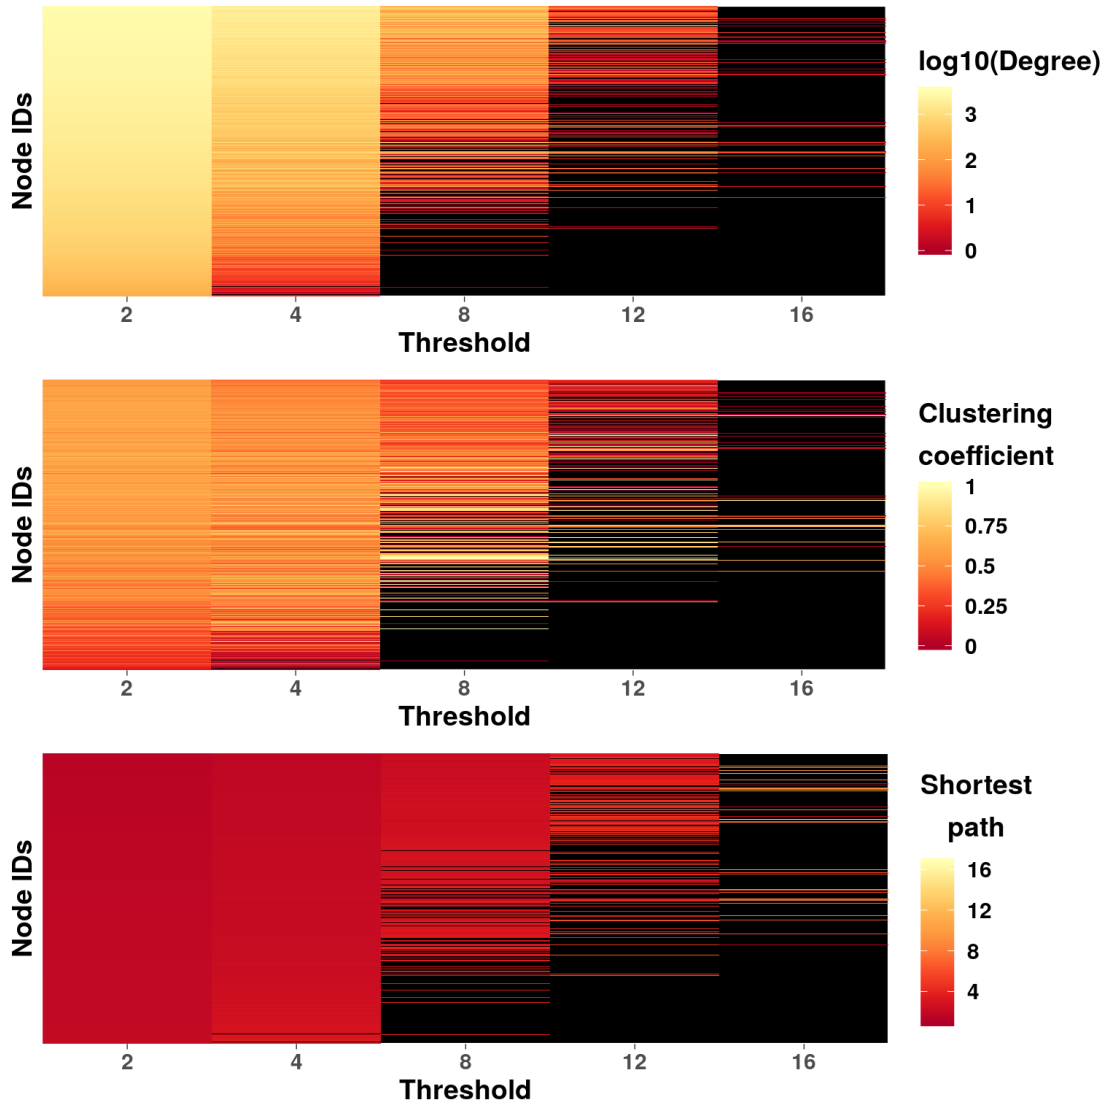 log10(Degree)
3
2
1
0
Node IDs
2 4 8 12 16
Threshold
Clustering
coefficient
1
0.75
0.5
0.25
0
Node IDs
2 4 8 12 16
Threshold
Shortest
path
16
12
8
4
Node IDs
2 4 8 12 16
Threshold